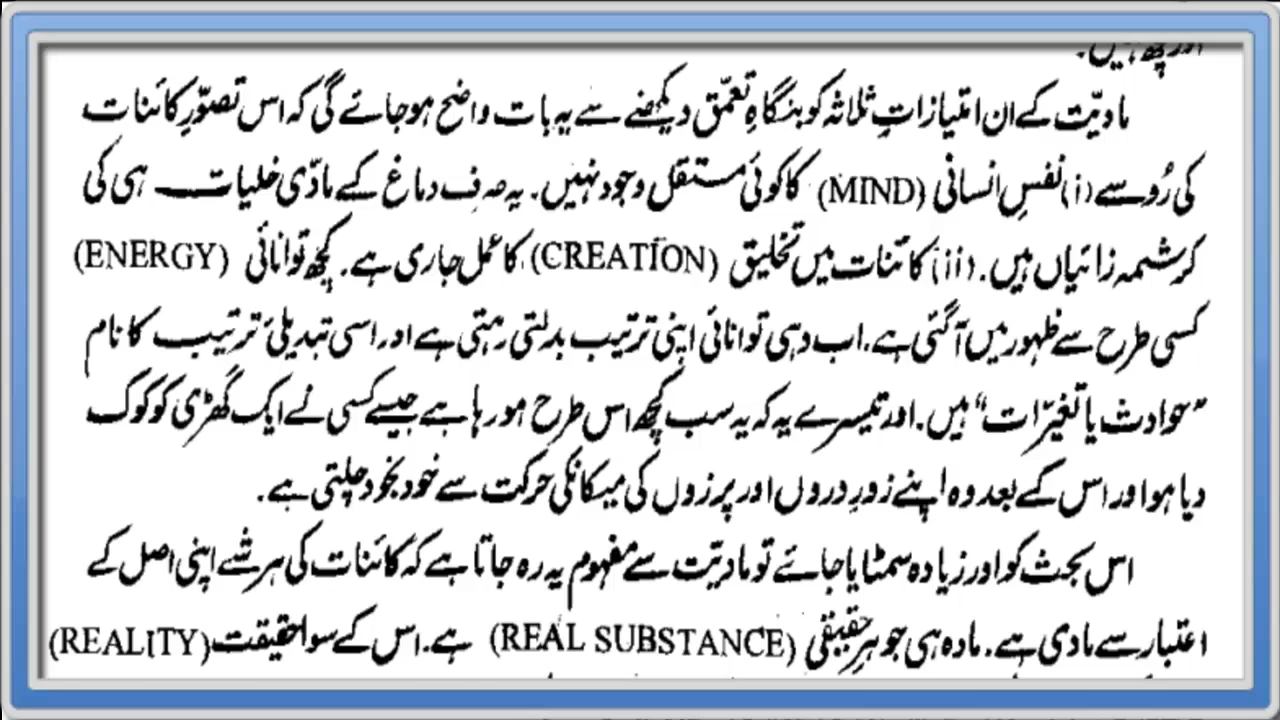 مادیّت کے ان امتیازاتِ ثلاثہ کو بنگاہِ تعمّق دیکھنے سے یہ بات واضح ہو جائے گی کہ اس تصوّرِ کائنات
کی رُو سے (i) نفسِ انسانی (MIND) کا کوئی مستقل وجود نہیں۔ یہ صرف دماغ کے مادّی خلیات ہی کی
کرشمہ زائیاں ہیں۔ (ii) کائنات میں تخلیق (CREATION) کا عمل جاری ہے۔ کچھ توانائی (ENERGY)
کسی طرح سے ظہور میں آگئی ہے۔ اب وہی توانائی اپنی ترتیب بدلتی رہتی ہے اور اسی تبدیلیٔ ترتیب کا نام
"حوادث یا تغیّرات" ہیں۔ اور تیسرے یہ کہ یہ سب کچھ اس طرح ہو رہا ہے جیسے کسی نے ایک گھڑی کو کوک
دیا ہو اور اس کے بعد وہ اپنے زورِ دروں اور پرزوں کی میکانکی حرکت سے خود بخود چلتی ہے۔
اس بحث کو اور زیادہ سمٹایا جائے تو مادیّت سے مفہوم یہ رہ جاتا ہے کہ کائنات کی ہر شے اپنی اصل کے
اعتبار سے مادی ہے۔ مادہ ہی جوہرِ حقیقی (REAL SUBSTANCE) ہے۔ اس کے سوا حقیقت (REALITY)